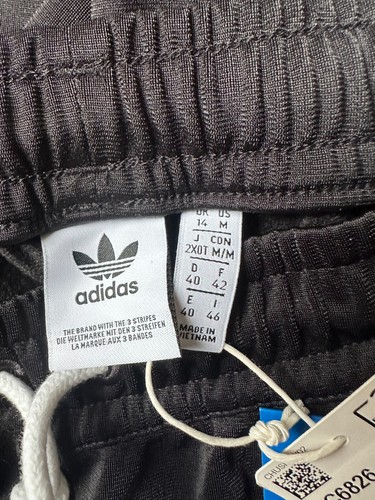 adidas
THE BRAND WITH THE 3 STRIPES
DIE WELTMARKE MIT DEN 3 STREIFEN
LA MARQUE AUX 3 BANDES.
UK US
14 M
J CON
2XOT M/M
D F
40 42
E I
40 46
MADE IN
VIETNAM